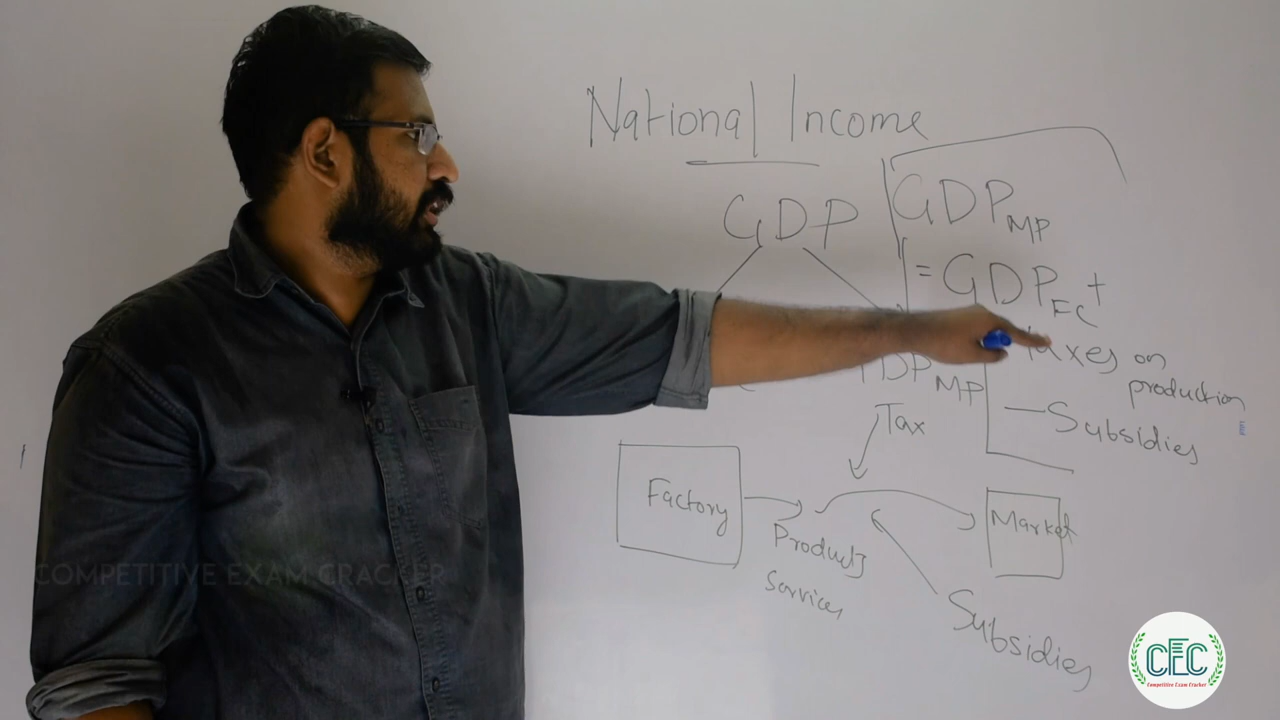 National Income
GDP
GDP MP
= GDP FC +
Taxes on
production
- Subsidies
MP
Tax
Factory
Products
Services
Market
Subsidies
COMPETITIVE EXAM CRACKER
CEC
Competitive Exam Cracker